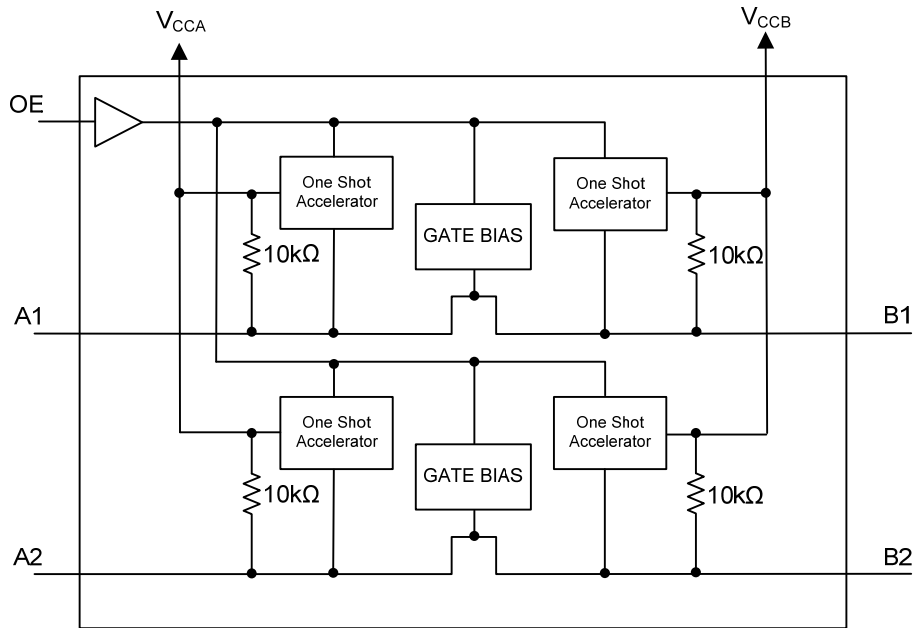 VCCA
VCCB
OE
One Shot
Accelerator
One Shot
Accelerator
GATE BIAS
10kΩ
10kΩ
A1
B1
One Shot
Accelerator
One Shot
Accelerator
GATE BIAS
10kΩ
10kΩ
A2
B2